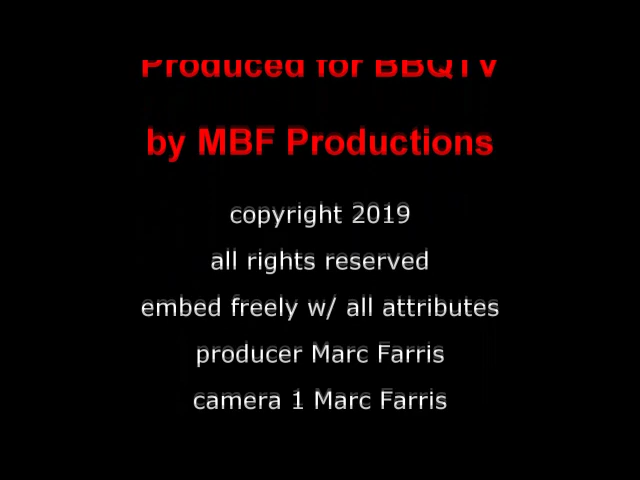 Produced for BBQTV
by MBF Productions
copyright 2019
all rights reserved
embed freely w/ all attributes
producer Marc Farris
camera 1 Marc Farris